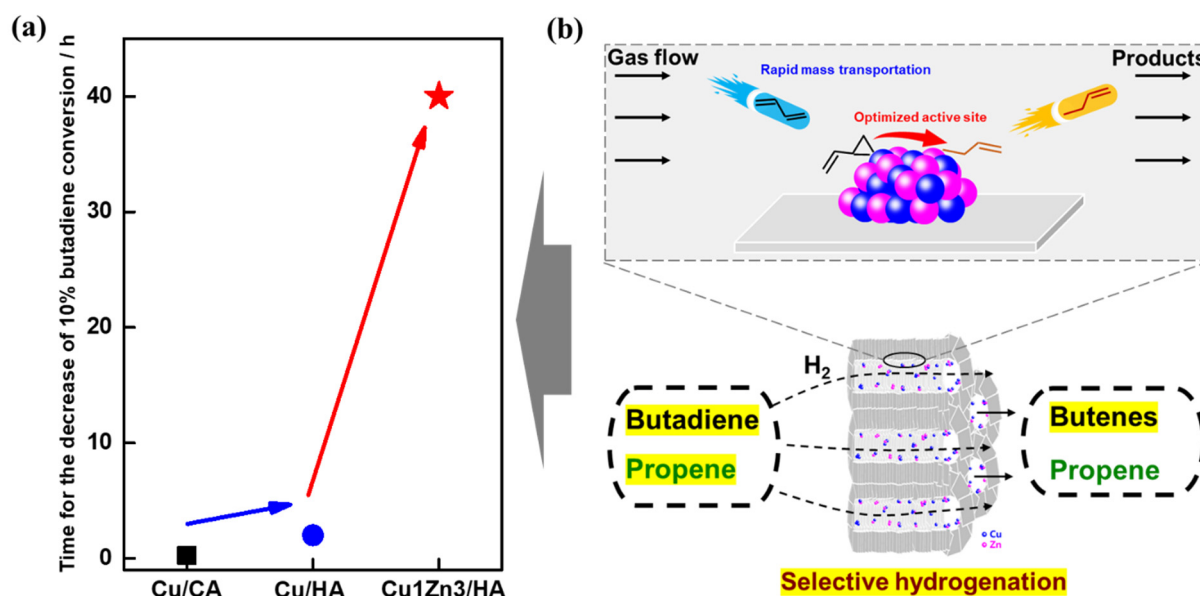 (a)
Time for the decrease of 10% butadiene conversion / h
40
30
20
10
0
Cu/CA
Cu/HA
Cu1Zn3/HA
(b)
Gas flow
Products
Rapid mass transportation
Optimized active site
H₂
Butadiene
Propene
Butenes
Propene
Cu
Zn
Selective hydrogenation